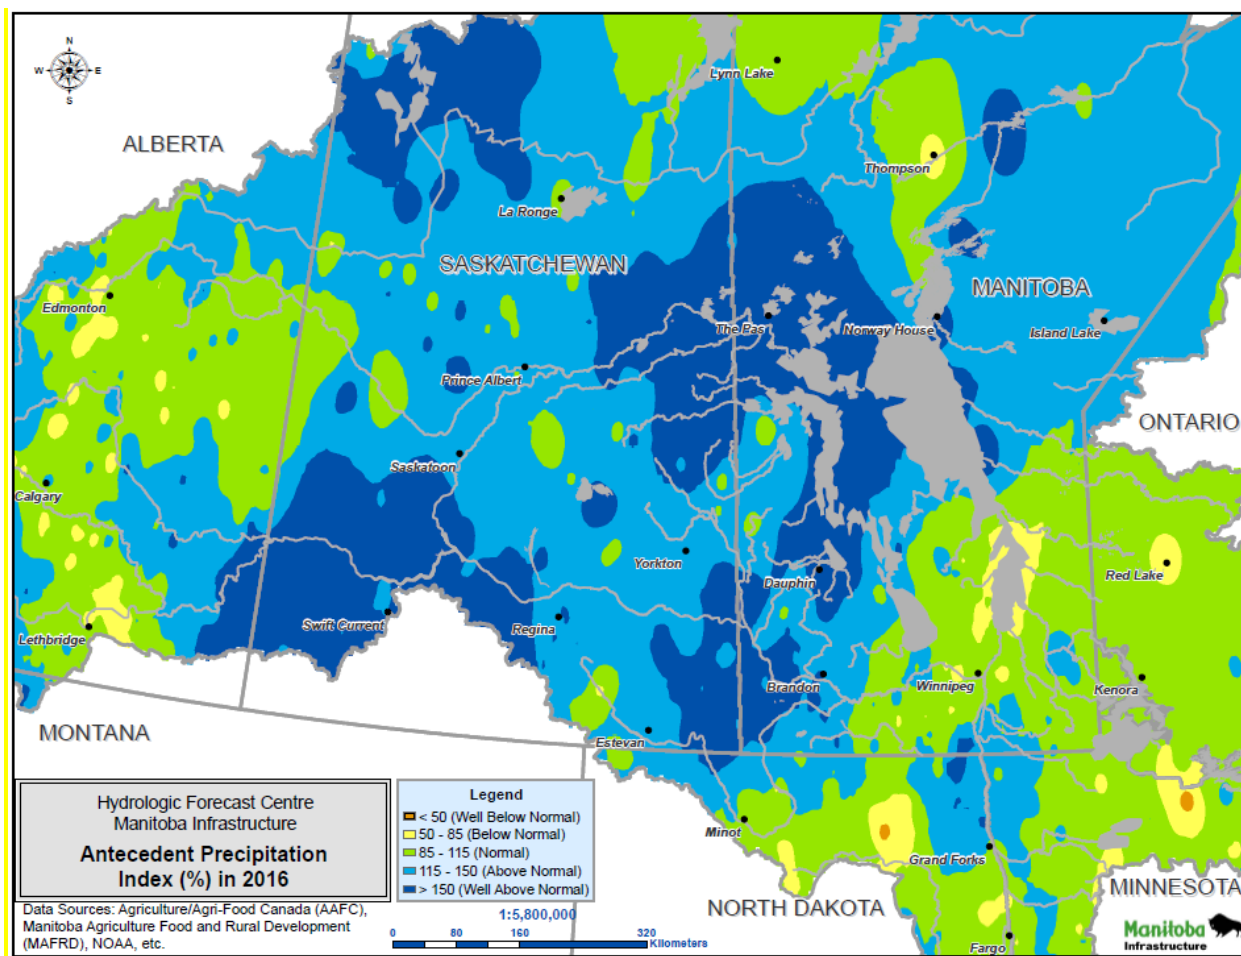 N
W
E
S
ALBERTA
Lynn Lake
Thompson
La Ronge
SASKATCHEWAN
MANITOBA
Edmonton
The Pas
Norway House
Island Lake
Prince Albert
ONTARIO
Saskatoon
Calgary
Yorkton
Dauphin
Red Lake
Lethbridge
Swift Current
Regina
Brandon
Winnipeg
Kenora
MONTANA
Estevan
Minot
Grand Forks
MINNESOTA
NORTH DAKOTA
Fargo
Hydrologic Forecast Centre
Manitoba Infrastructure
Antecedent Precipitation
Index (%) in 2016
Data Sources: Agriculture/Agri-Food Canada (AAFC),
Manitoba Agriculture Food and Rural Development
(MAFRD), NOAA, etc.
Legend
< 50 (Well Below Normal)
50 - 85 (Below Normal)
85 - 115 (Normal)
115 - 150 (Above Normal)
> 150 (Well Above Normal)
1:5,800,000
0 80 160 320
Kilometers
Manitoba
Infrastructure